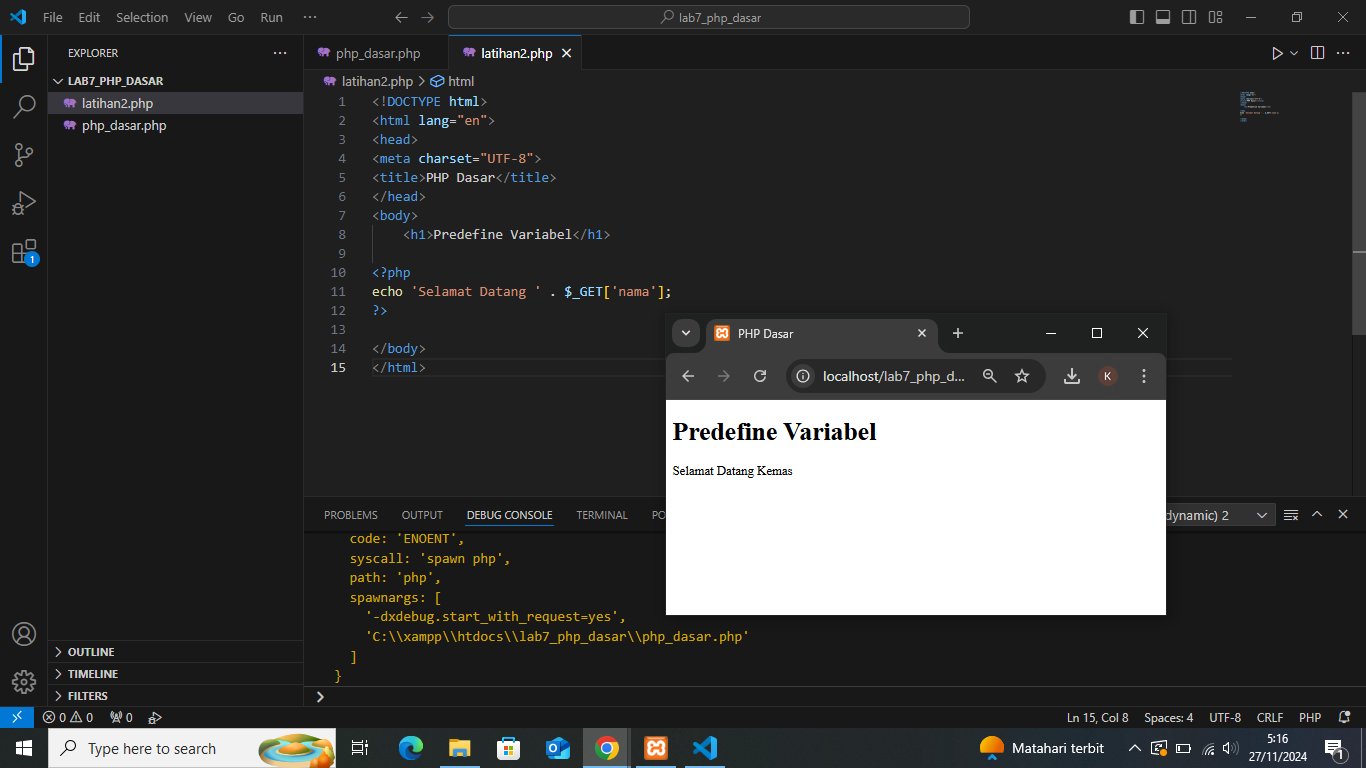 File Edit Selection View Go Run ··· lab7_php_dasar
EXPLORER ···
LAB7_PHP_DASAR
latihan2.php
php_dasar.php
php_dasar.php latihan2.php
latihan2.php > html
1 <!DOCTYPE html>
2 <html lang="en">
3 <head>
4 <meta charset="UTF-8">
5 <title>PHP Dasar</title>
6 </head>
7 <body>
8 <h1>Predefine Variabel</h1>
9
10 <?php
11 echo 'Selamat Datang ' . $_GET['nama'];
12 ?>
13
14 </body>
15 </html>
PHP Dasar
localhost/lab7_php_d...
K
Predefine Variabel
Selamat Datang Kemas
PROBLEMS OUTPUT DEBUG CONSOLE TERMINAL PO
dynamic) 2
code: 'ENOENT',
syscall: 'spawn php',
path: 'php',
spawnargs: [
'-dxdebug.start_with_request=yes',
'C:\\xampp\\htdocs\\lab7_php_dasar\\php_dasar.php'
]
}
1
OUTLINE
TIMELINE
FILTERS
0 0 0 Ln 15, Col 8 Spaces: 4 UTF-8 CRLF PHP
Type here to search Matahari terbit
5:16
27/11/2024
1